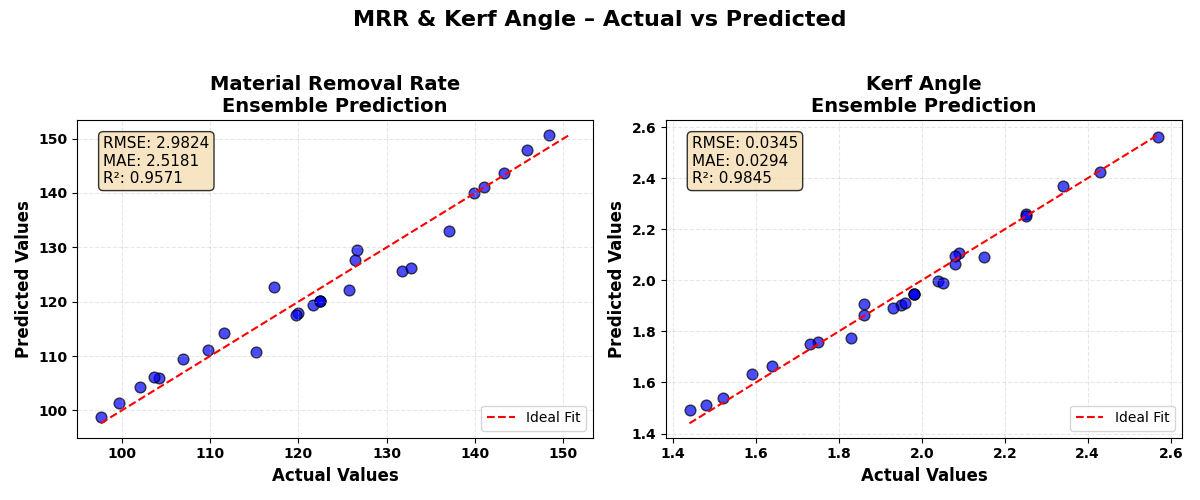 MRR & Kerf Angle – Actual vs Predicted
Material Removal Rate
Ensemble Prediction
RMSE: 2.9824
MAE: 2.5181
R²: 0.9571
Predicted Values
150
140
130
120
110
100
100 110 120 130 140 150
Actual Values
Ideal Fit
Kerf Angle
Ensemble Prediction
RMSE: 0.0345
MAE: 0.0294
R²: 0.9845
Predicted Values
2.6
2.4
2.2
2.0
1.8
1.6
1.4
1.4 1.6 1.8 2.0 2.2 2.4 2.6
Actual Values
Ideal Fit